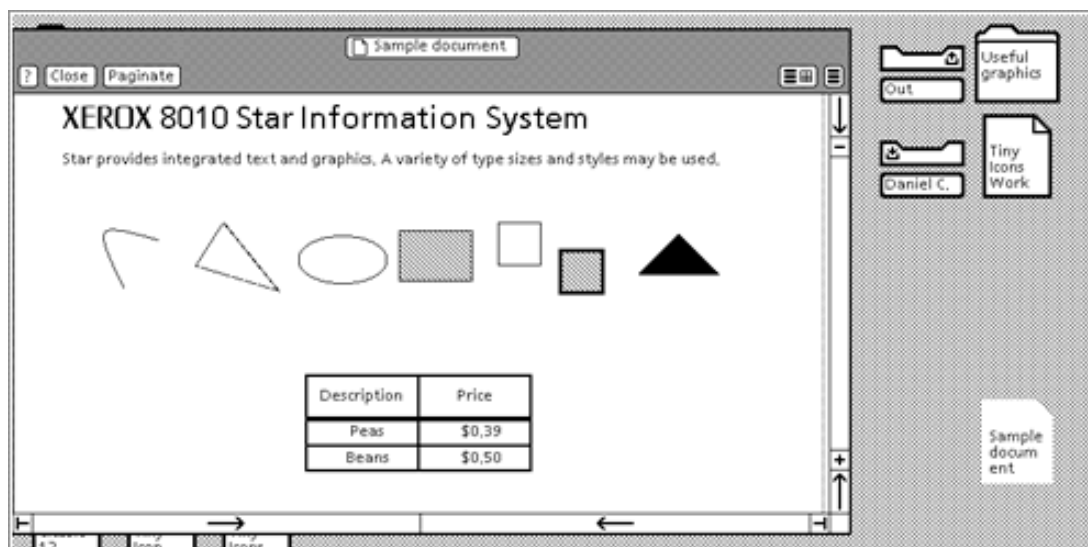 Sample document
? Close Paginate
XEROX 8010 Star Information System
Star provides integrated text and graphics. A variety of type sizes and styles may be used.
Description Price
Peas $0.39
Beans $0.50
Out
Useful
graphics
Daniel C.
Tiny
Icons
Work
Sample
docum
ent
Icon
Icons